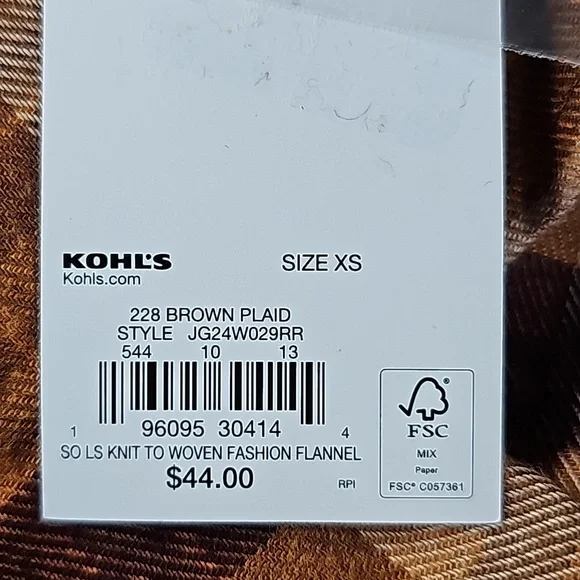 KOHL'S SIZE XS
Kohls.com
228 BROWN PLAID
STYLE JG24W029RR
544 10 13
1 96095 30414 4
SO LS KNIT TO WOVEN FASHION FLANNEL
$44.00
RPI
®
FSC
MIX
Paper
FSC® C057361